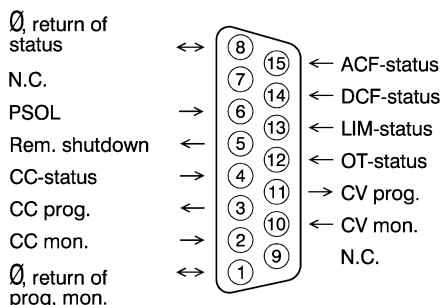 Ø, return of
status
N.C.
PSOL
Rem. shutdown
CC-status
CC prog.
CC mon.
Ø, return of
prog. mon.
8
7
6
5
4
3
2
1
15
14
13
12
11
10
9
ACF-status
DCF-status
LIM-status
OT-status
CV prog.
CV mon.
N.C.